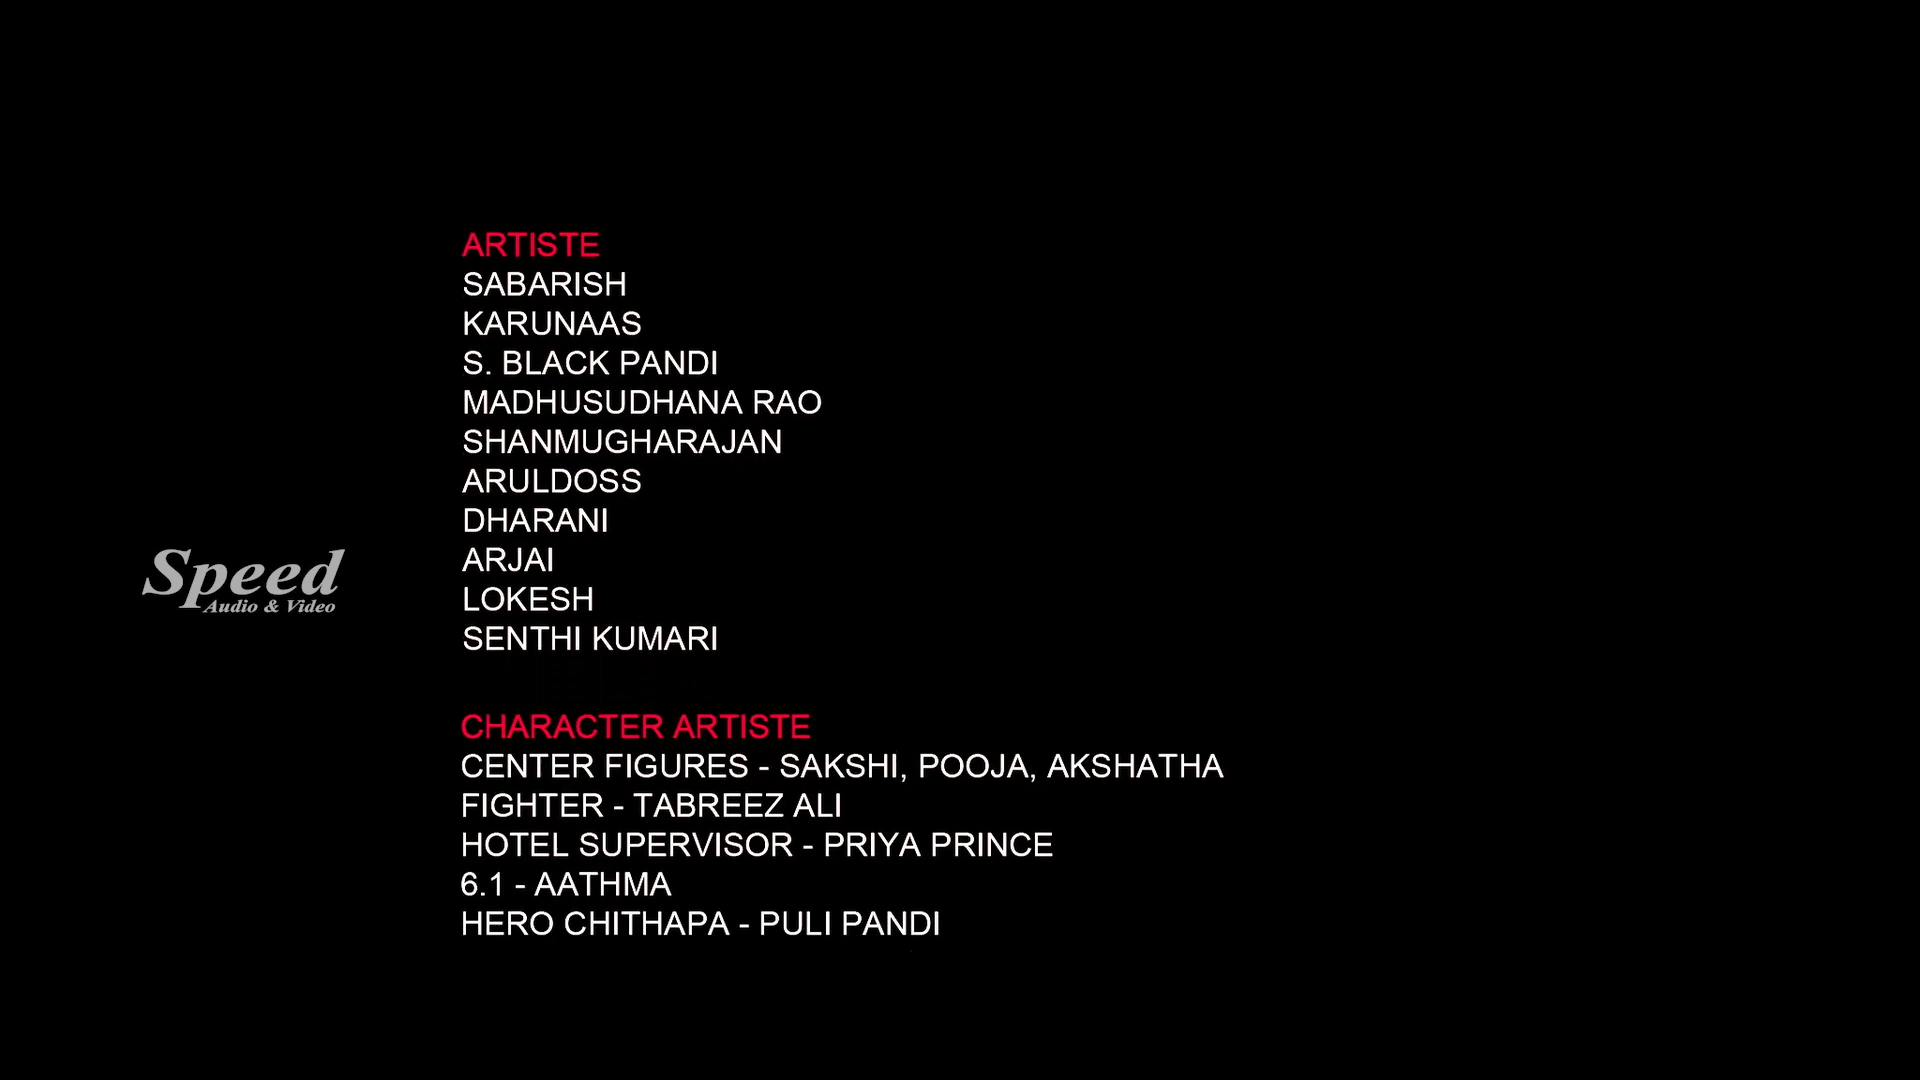 ARTISTE
SABARISH
KARUNAAS
S. BLACK PANDI
MADHUSUDHANA RAO
SHANMUGHARAJAN
ARULDOSS
DHARANI
ARJAI
LOKESH
SENTHI KUMARI
Speed
Audio & Video
CHARACTER ARTISTE
CENTER FIGURES - SAKSHI, POOJA, AKSHATHA
FIGHTER - TABREEZ ALI
HOTEL SUPERVISOR - PRIYA PRINCE
6.1 - AATHMA
HERO CHITHAPA - PULI PANDI